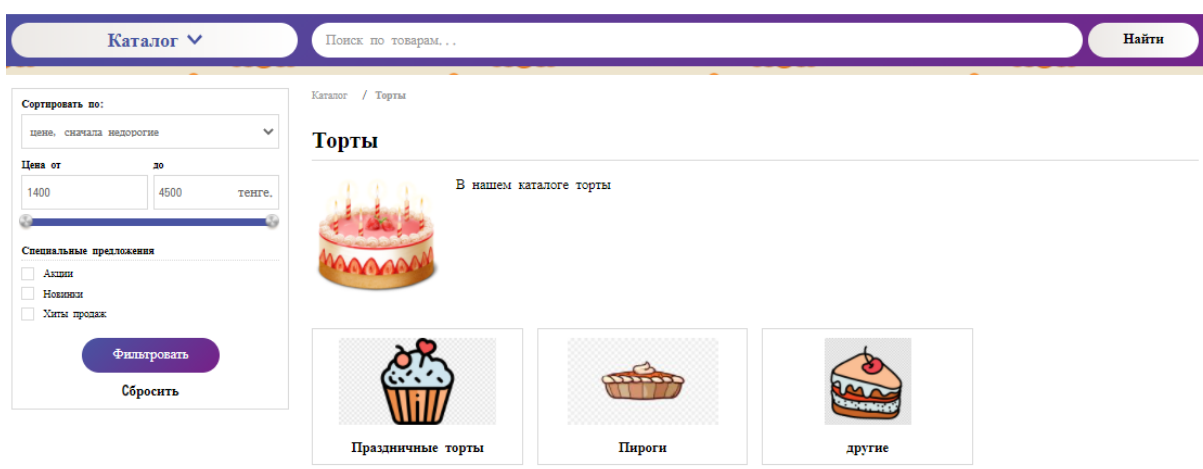 Каталог
Поиск по товарам...
Найти
Сортировать по:
цене, сначала недорогие
Цена от до
1400 4500 тенге.
Специальные предложения
Акции
Новинки
Хиты продаж
Фильтровать
Сбросить
Каталог / Торты
Торты
В нашем каталоге торты
Праздничные торты
Пироги
другие